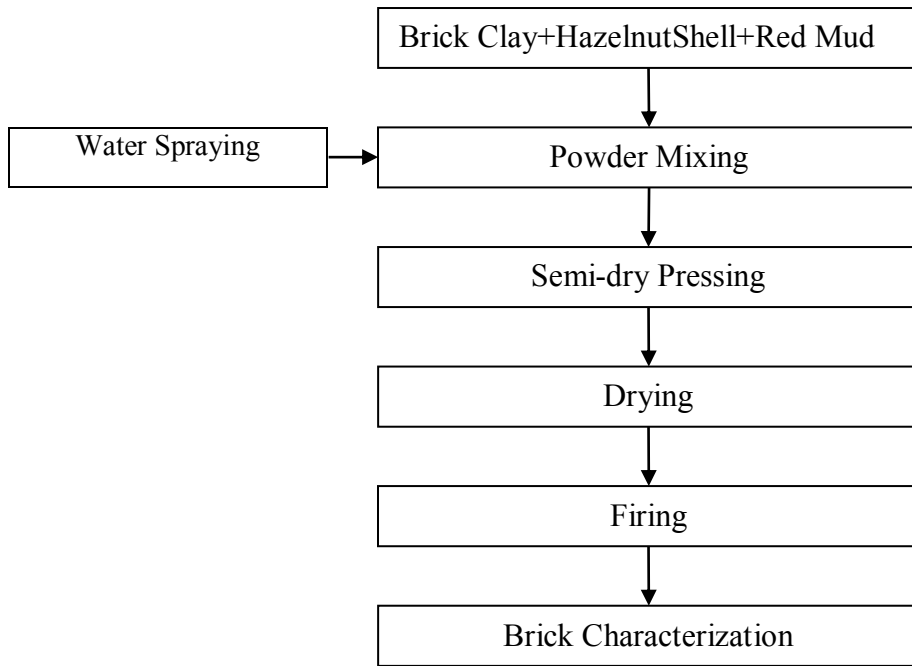 Brick Clay+HazelnutShell+Red Mud
Water Spraying
Powder Mixing
Semi-dry Pressing
Drying
Firing
Brick Characterization